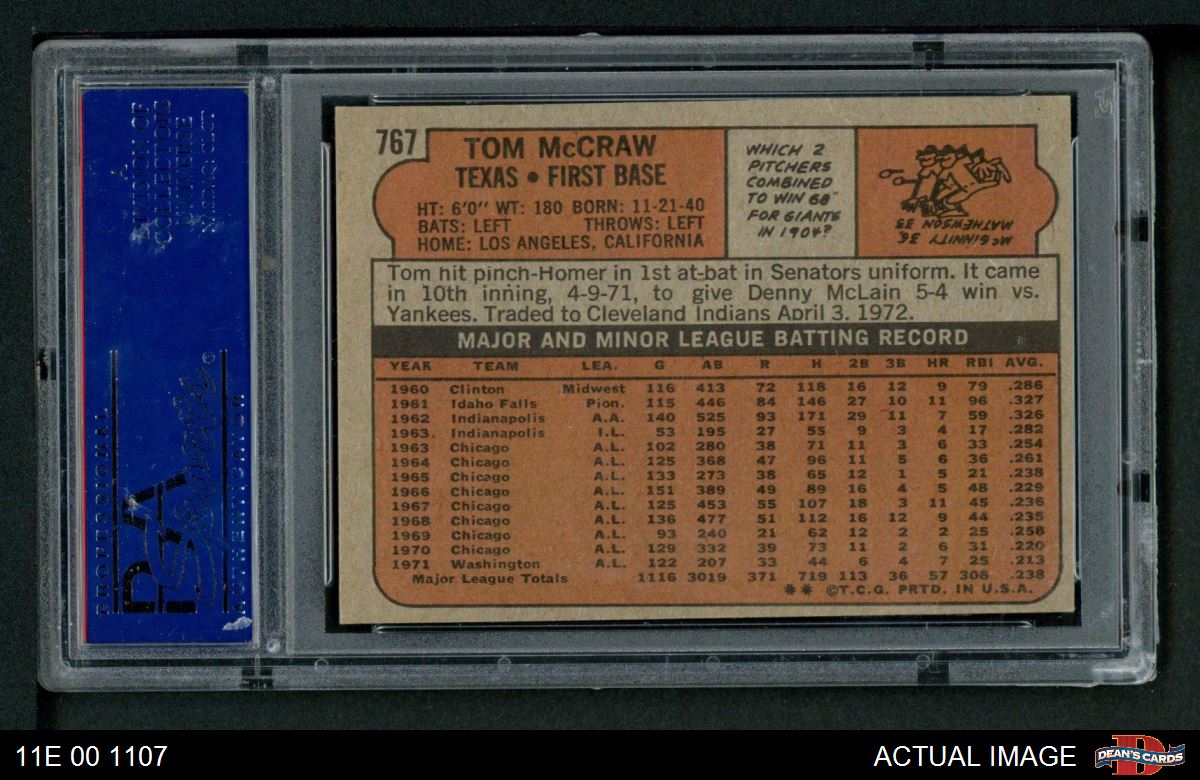 A
DIVISION OF
COLLECTORS
UNIVERSE
NASDAQ: CLCT
PROFESSIONAL
PSA
AUTHENTICATION
767
TOM McCRAW
TEXAS • FIRST BASE
HT: 6'0" WT: 180 BORN: 11-21-40
BATS: LEFT THROWS: LEFT
HOME: LOS ANGELES, CALIFORNIA
WHICH 2
PITCHERS
COMBINED
TO WIN 68
FOR GIANTS
IN 1904?
McGINNITY 36
MATHEWSON 33
Tom hit pinch-Homer in 1st at-bat in Senators uniform. It came
in 10th inning, 4-9-71, to give Denny McLain 5-4 win vs.
Yankees. Traded to Cleveland Indians April 3, 1972.
MAJOR AND MINOR LEAGUE BATTING RECORD
YEAR TEAM LEA. G AB R H 2B 3B HR RBI AVG.
1960 Clinton Midwest 116 413 72 118 16 12 9 79 .286
1961 Idaho Falls Pion. 115 446 84 146 27 10 11 96 .327
1962 Indianapolis A.A. 140 525 93 171 29 11 7 59 .326
1963 Indianapolis I.L. 53 195 27 55 9 3 4 17 .282
1963 Chicago A.L. 102 280 38 71 11 3 6 33 .254
1964 Chicago A.L. 125 368 47 96 11 5 6 36 .261
1965 Chicago A.L. 133 273 38 65 12 1 5 21 .238
1966 Chicago A.L. 151 389 49 89 16 4 5 48 .229
1967 Chicago A.L. 125 453 55 107 18 3 11 45 .236
1968 Chicago A.L. 136 477 51 112 16 12 9 44 .235
1969 Chicago A.L. 93 240 21 62 12 2 2 25 .258
1970 Chicago A.L. 129 332 39 73 11 2 6 31 .220
1971 Washington A.L. 122 207 33 44 6 4 7 25 .213
Major League Totals 1116 3019 371 719 113 36 57 308 .238
** ©T.C.G. PRTD. IN U.S.A.
11E 00 1107
ACTUAL IMAGE
DEAN'S CARDS